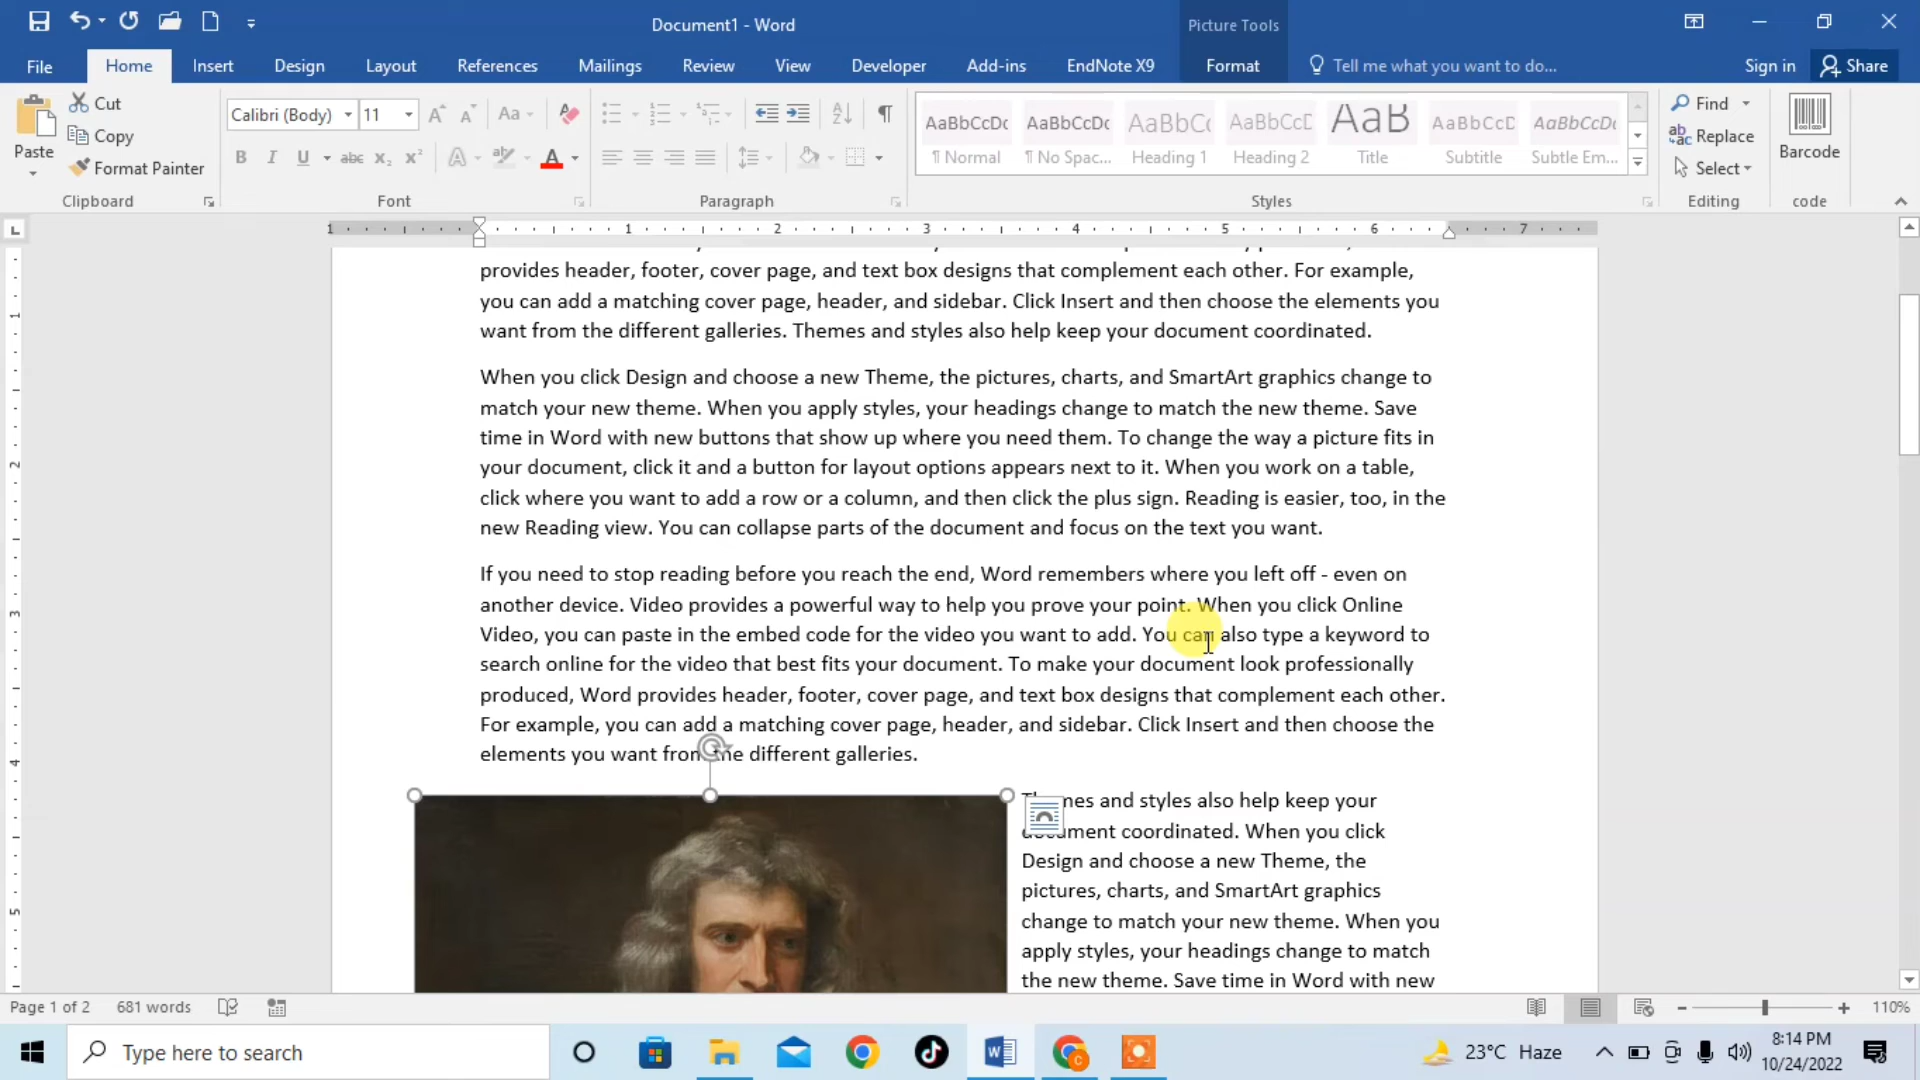 Document1 - Word
Picture Tools
File
Home
Insert
Design
Layout
References
Mailings
Review
View
Developer
Add-ins
EndNote X9
Format
Tell me what you want to do...
Sign in
Share
Paste
Cut
Copy
Format Painter
Clipboard
Calibri (Body)
11
Font
Paragraph
AaBbCcDc
¶ Normal
AaBbCcDc
¶ No Spac...
AaBbC
Heading 1
AaBbCcD
Heading 2
AaB
Title
AaBbCcD
Subtitle
AaBbCcDt
Subtle Em...
Styles
Find
Replace
Select
Editing
Barcode
code
1 1 2 3 4 5 6 7
provides header, footer, cover page, and text box designs that complement each other. For example,
you can add a matching cover page, header, and sidebar. Click Insert and then choose the elements you
want from the different galleries. Themes and styles also help keep your document coordinated.
When you click Design and choose a new Theme, the pictures, charts, and SmartArt graphics change to
match your new theme. When you apply styles, your headings change to match the new theme. Save
time in Word with new buttons that show up where you need them. To change the way a picture fits in
your document, click it and a button for layout options appears next to it. When you work on a table,
click where you want to add a row or a column, and then click the plus sign. Reading is easier, too, in the
new Reading view. You can collapse parts of the document and focus on the text you want.
If you need to stop reading before you reach the end, Word remembers where you left off - even on
another device. Video provides a powerful way to help you prove your point. When you click Online
Video, you can paste in the embed code for the video you want to add. You can also type a keyword to
search online for the video that best fits your document. To make your document look professionally
produced, Word provides header, footer, cover page, and text box designs that complement each other.
For example, you can add a matching cover page, header, and sidebar. Click Insert and then choose the
elements you want from the different galleries.
Themes and styles also help keep your
document coordinated. When you click
Design and choose a new Theme, the
pictures, charts, and SmartArt graphics
change to match your new theme. When you
apply styles, your headings change to match
the new theme. Save time in Word with new
Page 1 of 2
681 words
110%
Type here to search
23°C Haze
8:14 PM
10/24/2022